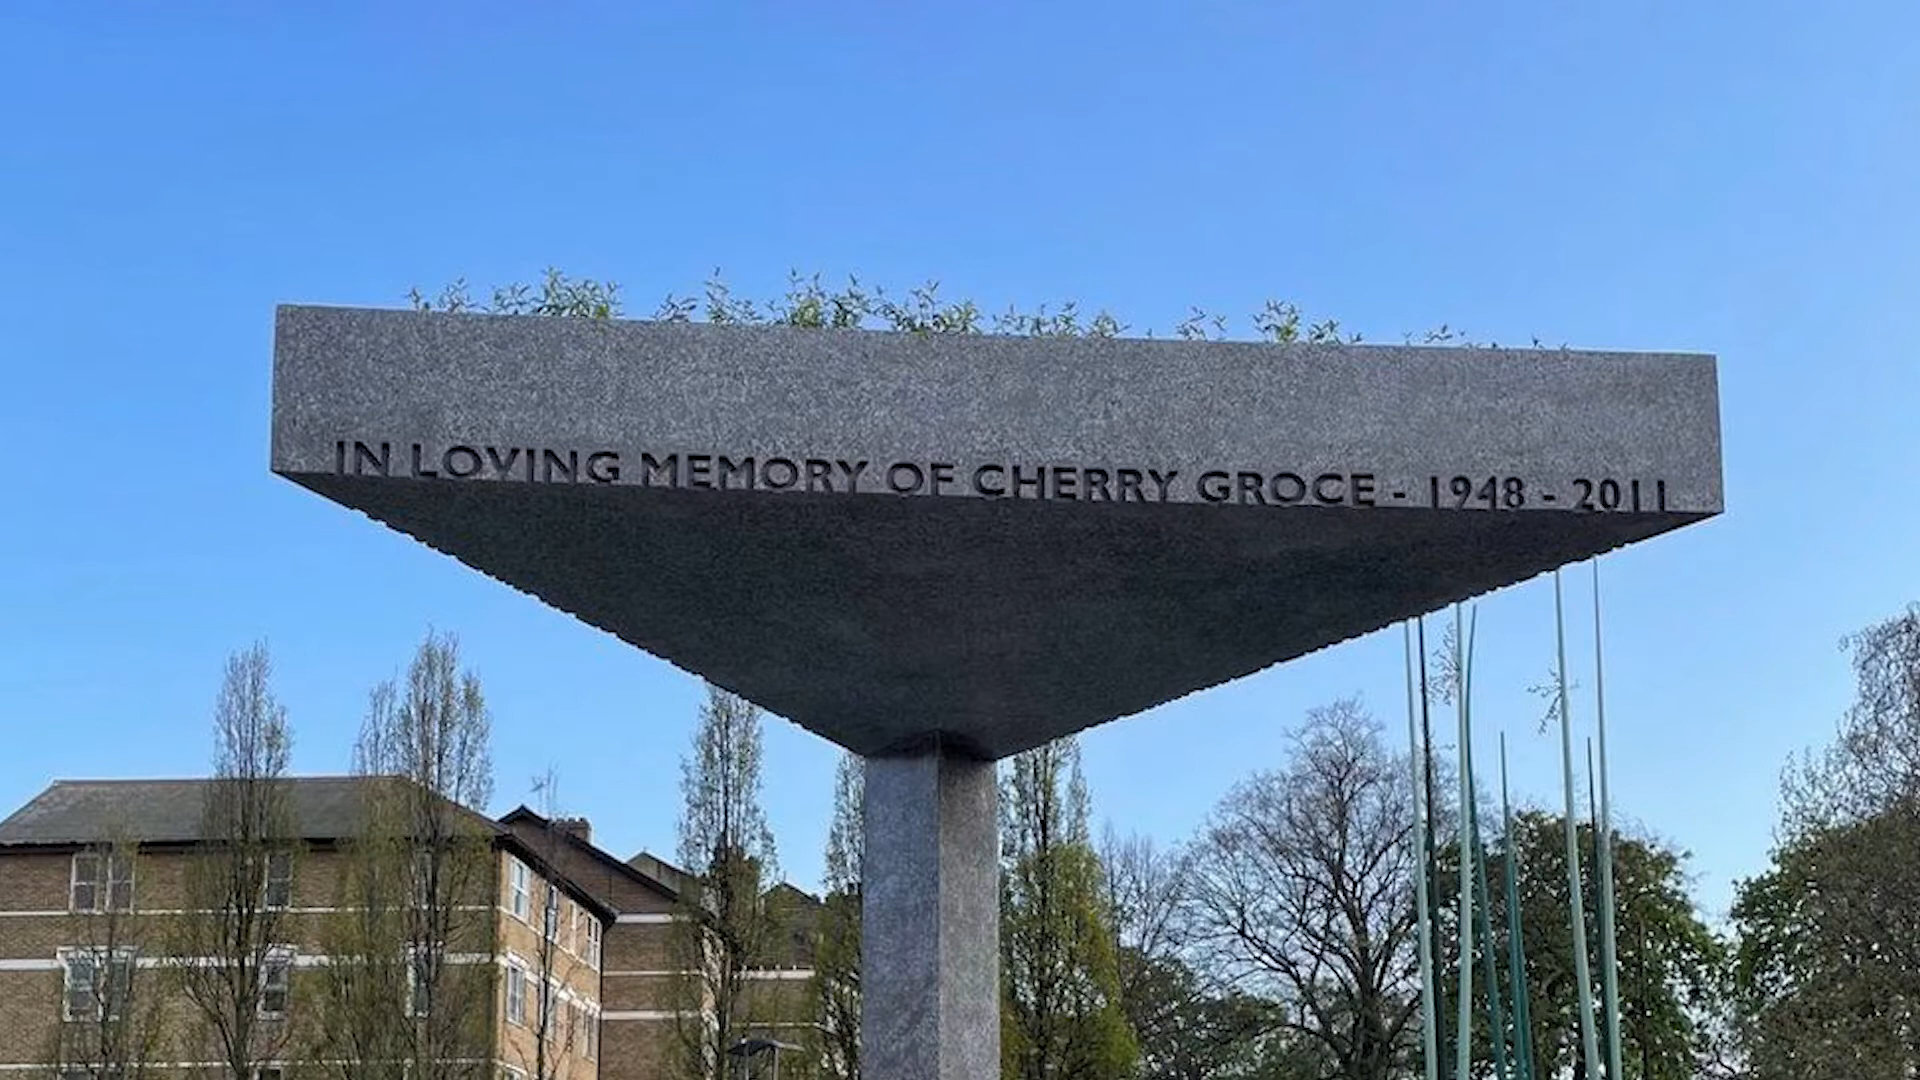 IN LOVING MEMORY OF CHERRY GROCE - 1948 - 2011